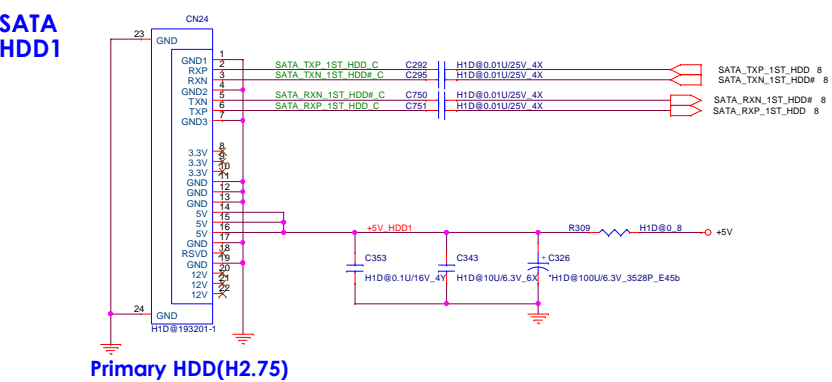 SATA
HDD1
CN24
23
GND
GND1 1
RXP 2 SATA_TXP_1ST_HDD_C C292 H1D@0.01U/25V_4X SATA_TXP_1ST_HDD 8
RXN 3 SATA_TXN_1ST_HDD#_C C295 H1D@0.01U/25V_4X SATA_TXN_1ST_HDD# 8
GND2 4
TXN 5 SATA_RXN_1ST_HDD#_C C750 H1D@0.01U/25V_4X SATA_RXN_1ST_HDD# 8
TXP 6 SATA_RXP_1ST_HDD_C C751 H1D@0.01U/25V_4X SATA_RXP_1ST_HDD 8
GND3 7
3.3V 8
3.3V 9
3.3V 10
GND 11
GND 12
GND 13
5V 14
5V 15
5V 16 +5V_HDD1 R309 H1D@0_8 +5V
GND 17
RSVD 18
GND 19
12V 20
12V 21
12V 22
C353 C343 + C326
H1D@0.1U/16V_4Y H1D@10U/6.3V_6X *H1D@100U/6.3V_3528P_E45b
24
GND
H1D@193201-1
Primary HDD(H2.75)